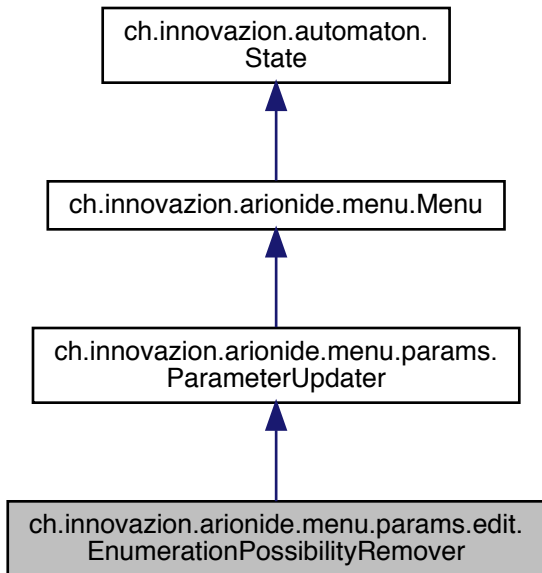 ch.innovazion.automaton.
State
ch.innovazion.arionide.menu.Menu
ch.innovazion.arionide.menu.params.
ParameterUpdater
ch.innovazion.arionide.menu.params.edit.
EnumerationPossibilityRemover